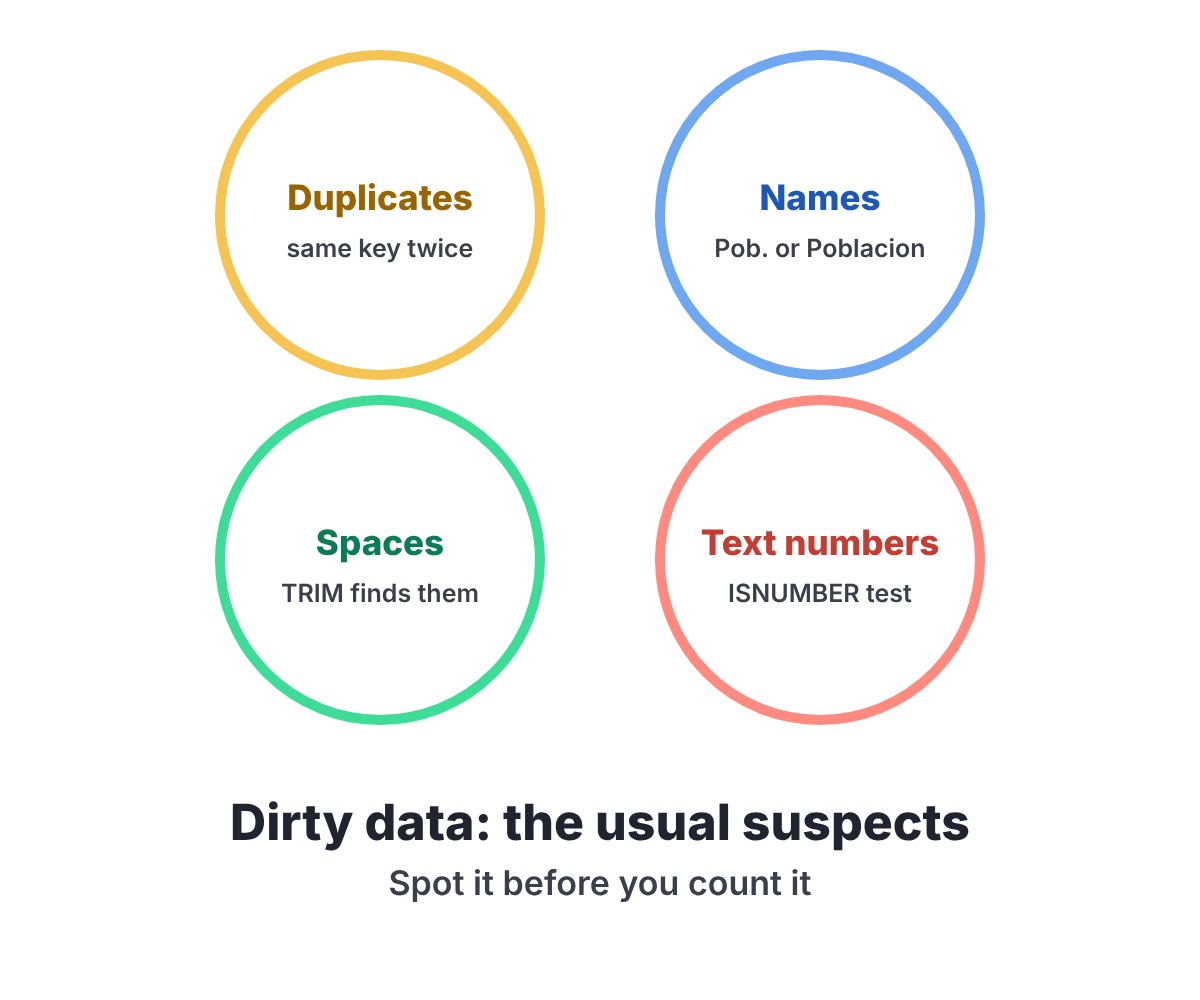 Duplicates
same key twice
Names
Pob. or Poblacion
Spaces
TRIM finds them
Text numbers
ISNUMBER test
Dirty data: the usual suspects
Spot it before you count it